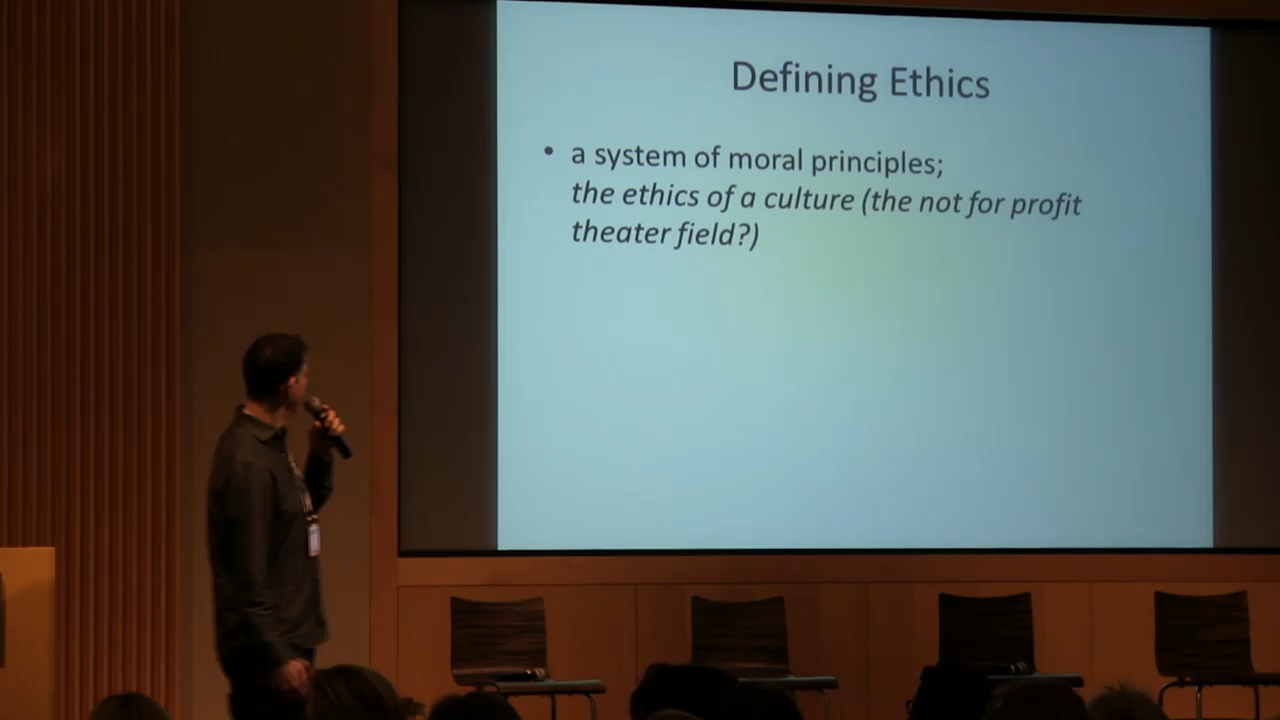 Defining Ethics
• a system of moral principles;
the ethics of a culture (the not for profit
theater field?)